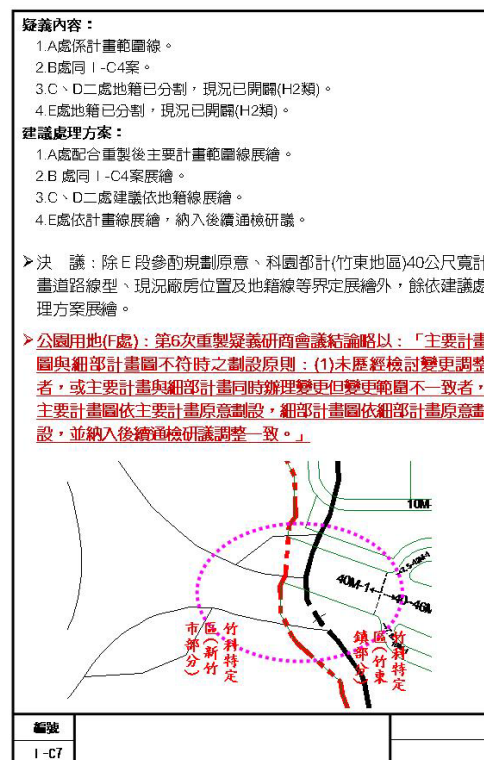 疑義內容：
1.A處係計畫範圍線。
2.B處同Ⅰ-C4案。
3.C、D二處地籍已分割，現況已開闢(H2類)。
4.E處地籍已分割，現況已開闢(H2類)。
建議處理方案：
1.A處配合重製後主要計畫範圍線展繪。
2.B 處同Ⅰ-C4案展繪。
3.C、D二處建議依地籍線展繪。
4.E處依計畫線展繪，納入後續通檢研議。
➢決　議：除E段參酌規劃原意、科園都計(竹東地區)40公尺寬計
畫道路線型、現況廠房位置及地籍線等界定展繪外，餘依建議處
理方案展繪。
➢公園用地(F處)：第6次重製疑義研商會議結論略以：「主要計畫
圖與細部計畫圖不符時之劃設原則：(1)未歷經檢討變更調整
者，或主要計畫與細部計畫同時辦理變更但變更範圍不一致者，
主要計畫圖依主要計畫原意劃設，細部計畫圖依細部計畫原意劃
設，並納入後續通檢研議調整一致。」
10M
40M-1
40-46M
竹科特定
區(新竹
市部分)
竹科特定
區(竹東
鎮部分)
編號
Ⅰ-C7